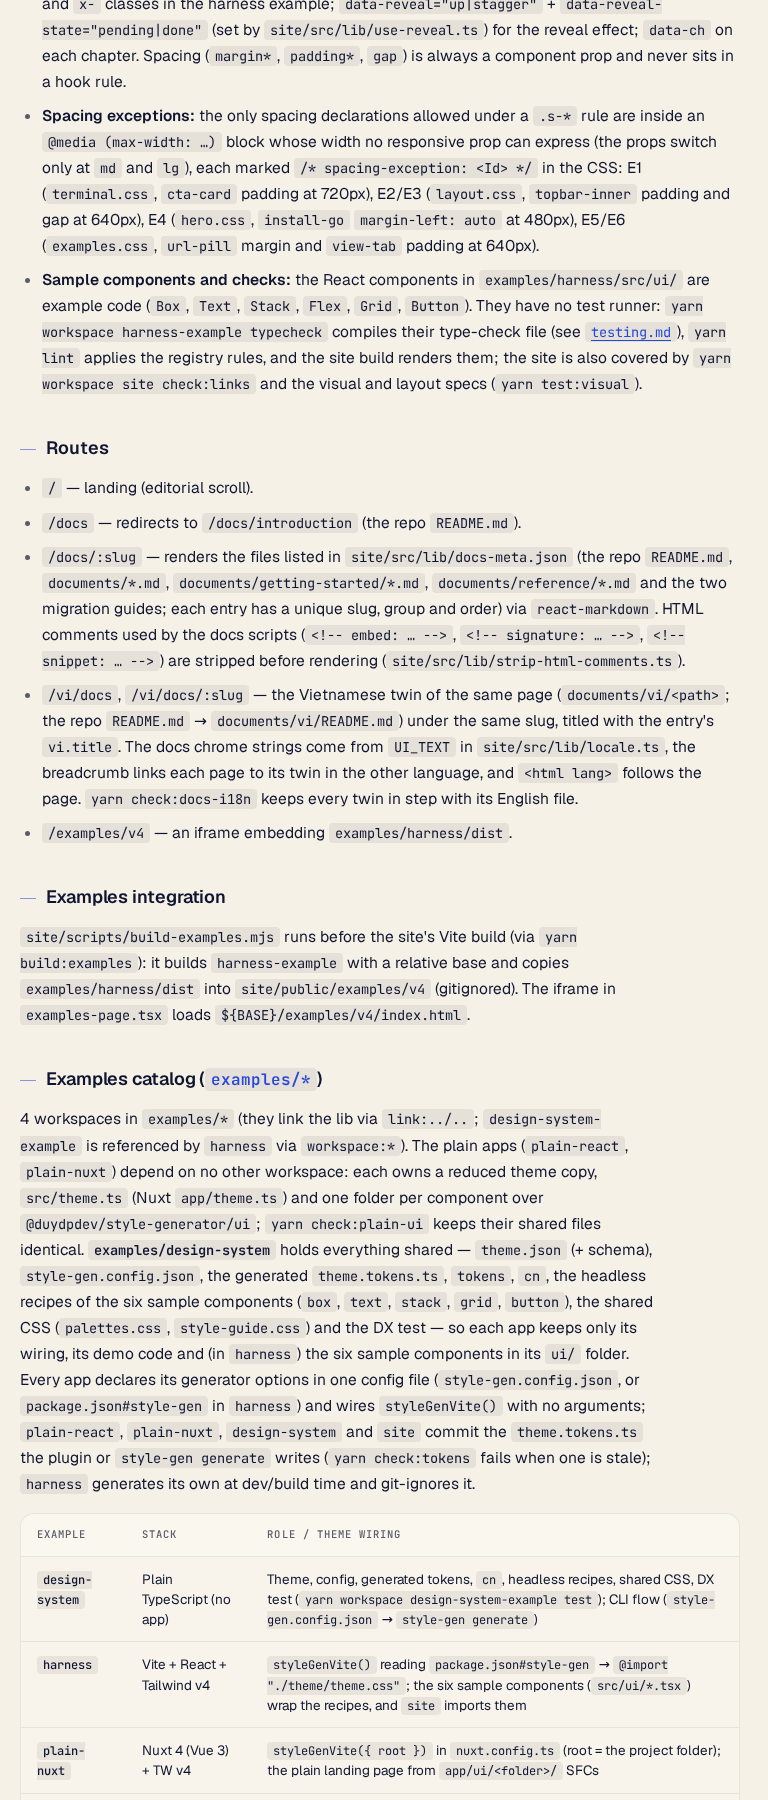 and x- classes in the harness example; data-reveal="up|stagger" + data-reveal-
state="pending|done" (set by site/src/lib/use-reveal.ts) for the reveal effect; data-ch on
each chapter. Spacing (margin*, padding*, gap) is always a component prop and never sits in
a hook rule.
Spacing exceptions: the only spacing declarations allowed under a .s-* rule are inside an
@media (max-width: …) block whose width no responsive prop can express (the props switch
only at md and lg), each marked /* spacing-exception: <Id> */ in the CSS: E1
(terminal.css, cta-card padding at 720px), E2/E3 (layout.css, topbar-inner padding and
gap at 640px), E4 (hero.css, install-go margin-left: auto at 480px), E5/E6
(examples.css, url-pill margin and view-tab padding at 640px).
Sample components and checks: the React components in examples/harness/src/ui/ are
example code (Box, Text, Stack, Flex, Grid, Button). They have no test runner: yarn
workspace harness-example typecheck compiles their type-check file (see testing.md), yarn
lint applies the registry rules, and the site build renders them; the site is also covered by yarn
workspace site check:links and the visual and layout specs (yarn test:visual).
— Routes
/ — landing (editorial scroll).
/docs — redirects to /docs/introduction (the repo README.md).
/docs/:slug — renders the files listed in site/src/lib/docs-meta.json (the repo README.md,
documents/*.md, documents/getting-started/*.md, documents/reference/*.md and the two
migration guides; each entry has a unique slug, group and order) via react-markdown. HTML
comments used by the docs scripts (<!-- embed: … -->, <!-- signature: … -->, <!--
snippet: … -->) are stripped before rendering (site/src/lib/strip-html-comments.ts).
/vi/docs, /vi/docs/:slug — the Vietnamese twin of the same page (documents/vi/<path>;
the repo README.md → documents/vi/README.md) under the same slug, titled with the entry's
vi.title. The docs chrome strings come from UI_TEXT in site/src/lib/locale.ts, the
breadcrumb links each page to its twin in the other language, and <html lang> follows the
page. yarn check:docs-i18n keeps every twin in step with its English file.
/examples/v4 — an iframe embedding examples/harness/dist.
— Examples integration
site/scripts/build-examples.mjs runs before the site's Vite build (via yarn
build:examples): it builds harness-example with a relative base and copies
examples/harness/dist into site/public/examples/v4 (gitignored). The iframe in
examples-page.tsx loads ${BASE}/examples/v4/index.html.
— Examples catalog (examples/*)
4 workspaces in examples/* (they link the lib via link:../..; design-system-
example is referenced by harness via workspace:*). The plain apps (plain-react,
plain-nuxt) depend on no other workspace: each owns a reduced theme copy,
src/theme.ts (Nuxt app/theme.ts) and one folder per component over
@duydpdev/style-generator/ui; yarn check:plain-ui keeps their shared files
identical. examples/design-system holds everything shared — theme.json (+ schema),
style-gen.config.json, the generated theme.tokens.ts, tokens, cn, the headless
recipes of the six sample components (box, text, stack, grid, button), the shared
CSS (palettes.css, style-guide.css) and the DX test — so each app keeps only its
wiring, its demo code and (in harness) the six sample components in its ui/ folder.
Every app declares its generator options in one config file (style-gen.config.json, or
package.json#style-gen in harness) and wires styleGenVite() with no arguments;
plain-react, plain-nuxt, design-system and site commit the theme.tokens.ts
the plugin or style-gen generate writes (yarn check:tokens fails when one is stale);
harness generates its own at dev/build time and git-ignores it.
EXAMPLE STACK ROLE / THEME WIRING
design- Plain Theme, config, generated tokens, cn, headless recipes, shared CSS, DX
system TypeScript (no test (yarn workspace design-system-example test); CLI flow (style-
app) gen.config.json → style-gen generate)
harness Vite + React + styleGenVite() reading package.json#style-gen → @import
Tailwind v4 "./theme/theme.css"; the six sample components (src/ui/*.tsx)
wrap the recipes, and site imports them
plain- Nuxt 4 (Vue 3) styleGenVite({ root }) in nuxt.config.ts (root = the project folder);
nuxt + TW v4 the plain landing page from app/ui/<folder>/ SFCs